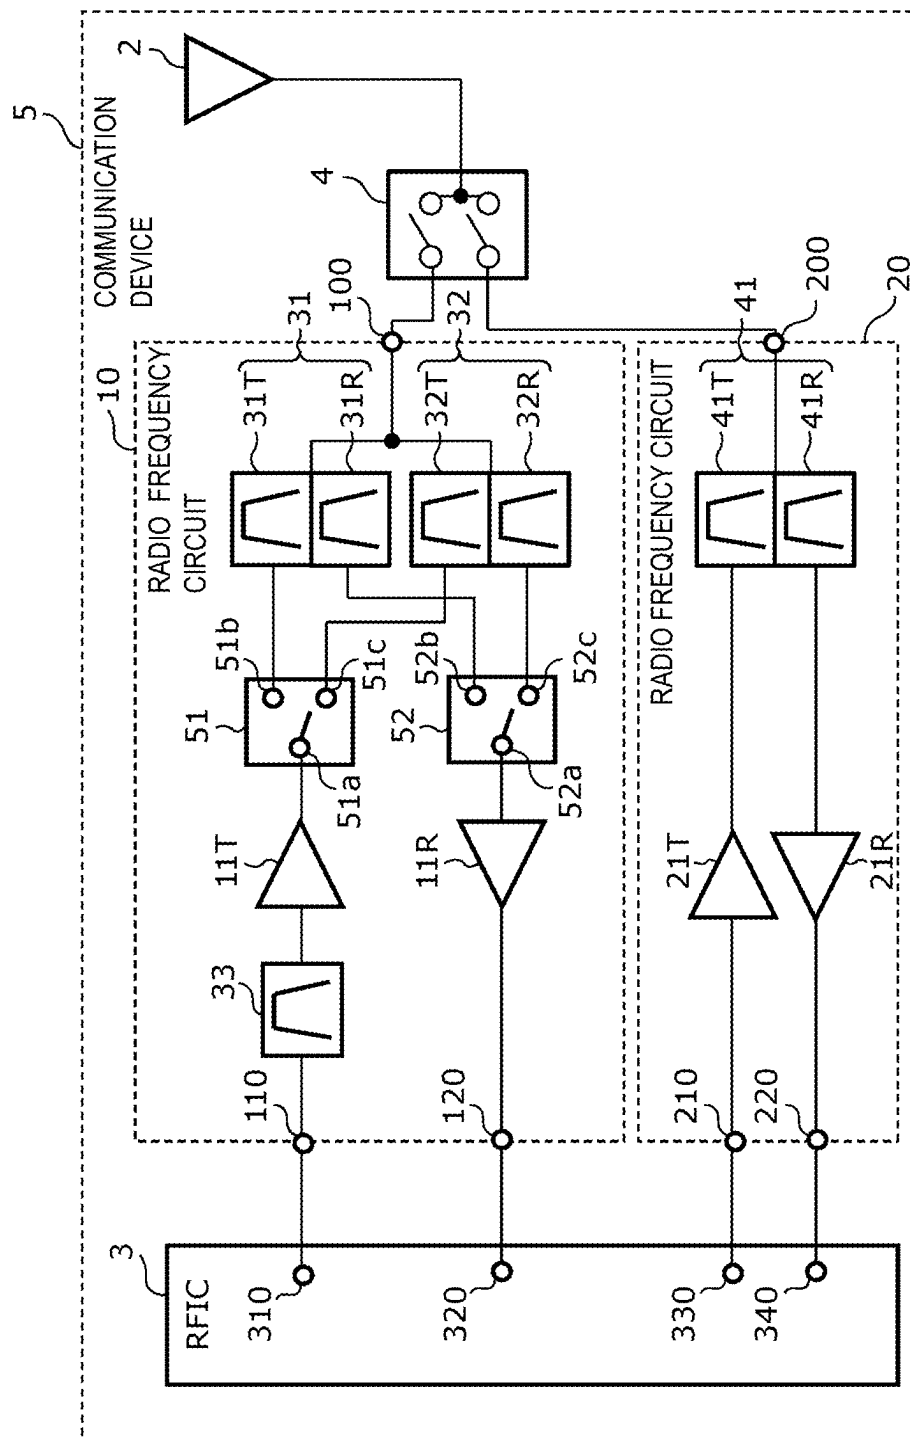 5
COMMUNICATION
DEVICE
2
4
10
RADIO FREQUENCY
CIRCUIT
31T
31
31R
100
32T
32
32R
51b
51
51c
51a
52b
52
52c
52a
11T
11R
33
110
120
RADIO FREQUENCY CIRCUIT
20
200
41T
41
41R
21T
21R
210
220
3
RFIC
310
320
330
340